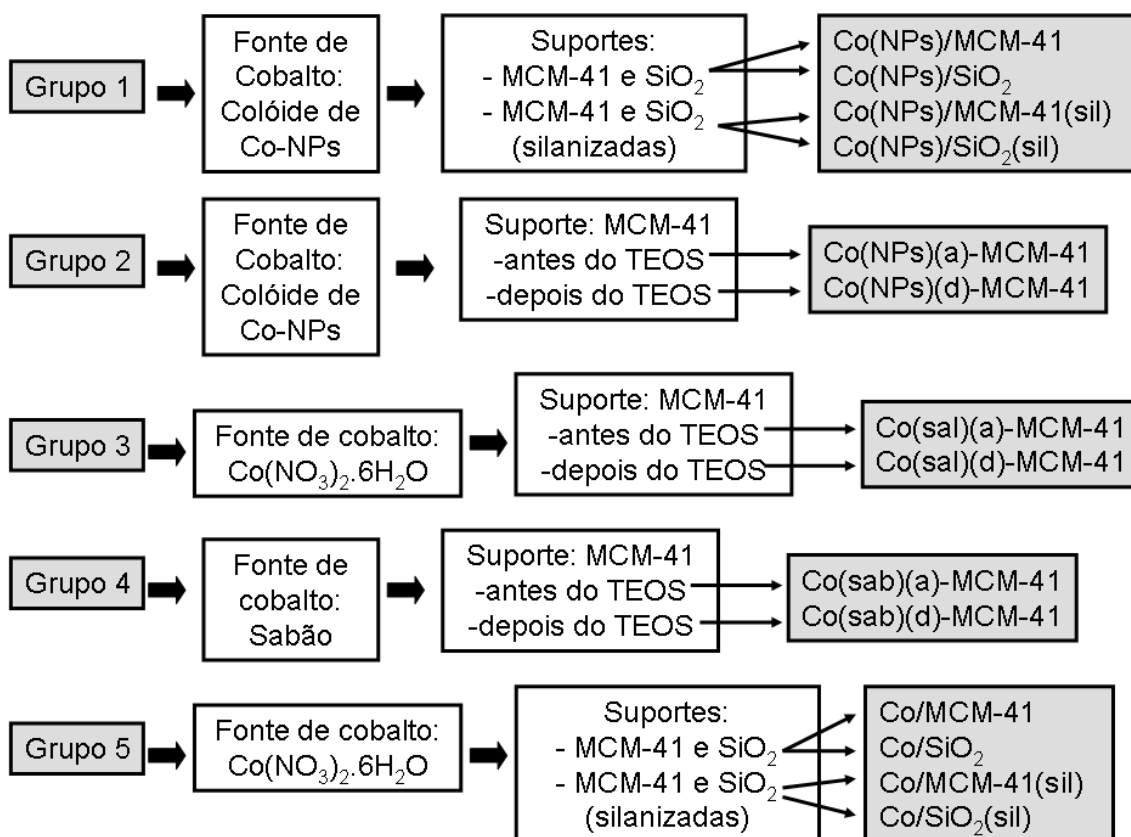 Grupo 1
Fonte de
Cobalto:
Colóide de
Co-NPs
Suportes:
- MCM-41 e SiO₂
- MCM-41 e SiO₂
(silanizadas)
Co(NPs)/MCM-41
Co(NPs)/SiO₂
Co(NPs)/MCM-41(sil)
Co(NPs)/SiO₂(sil)
Grupo 2
Fonte de
Cobalto:
Colóide de
Co-NPs
Suporte: MCM-41
-antes do TEOS
-depois do TEOS
Co(NPs)(a)-MCM-41
Co(NPs)(d)-MCM-41
Grupo 3
Fonte de cobalto:
Co(NO₃)₂.6H₂O
Suporte: MCM-41
-antes do TEOS
-depois do TEOS
Co(sal)(a)-MCM-41
Co(sal)(d)-MCM-41
Grupo 4
Fonte de
cobalto:
Sabão
Suporte: MCM-41
-antes do TEOS
-depois do TEOS
Co(sab)(a)-MCM-41
Co(sab)(d)-MCM-41
Grupo 5
Fonte de cobalto:
Co(NO₃)₂.6H₂O
Suportes:
- MCM-41 e SiO₂
- MCM-41 e SiO₂
(silanizadas)
Co/MCM-41
Co/SiO₂
Co/MCM-41(sil)
Co/SiO₂(sil)